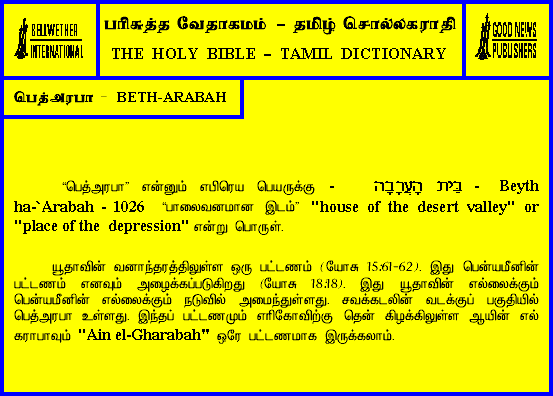 BELLWETHER
INTERNATIONAL
பரிசுத்த வேதாகமம் - தமிழ் சொல்லகராதி
THE HOLY BIBLE - TAMIL DICTIONARY
GOOD NEWS
PUBLISHERS
பெத்அரபா - BETH-ARABAH
“பெத்அரபா” என்னும் எபிரெய பெயருக்கு - בֵּית הָעֲרָבָה - Beyth
ha-`Arabah - 1026 “பாலைவனமான இடம்” "house of the desert valley" or
"place of the depression" என்று பொருள்.
யூதாவின் வனாந்தரத்திலுள்ள ஒரு பட்டணம் (யோசு 15:61-62). இது பென்யமீனின்
பட்டணம் எனவும் அழைக்கப்படுகிறது (யோசு 18:18). இது யூதாவின் எல்லைக்கும்
பென்யமீனின் எல்லைக்கும் நடுவில் அமைந்துள்ளது. சவக்கடலின் வடக்குப் பகுதியில்
பெத்அரபா உள்ளது. இந்தப் பட்டணமும் எரிகோவிற்கு தென் கிழக்கிலுள்ள ஆயின் எல்
கராபாவும் "Ain el-Gharabah" ஒரே பட்டணமாக இருக்கலாம்.